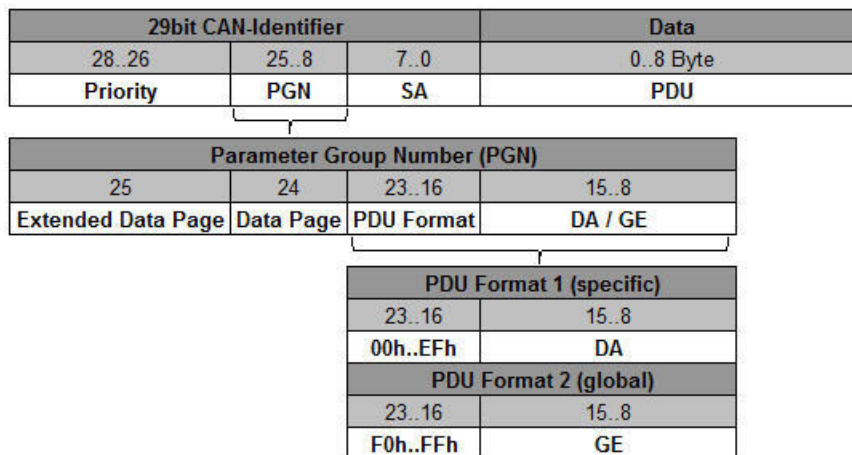 29bit CAN-Identifier Data
28..26 25..8 7..0 0..8 Byte
Priority PGN SA PDU
Parameter Group Number (PGN)
25 24 23..16 15..8
Extended Data Page Data Page PDU Format DA / GE
PDU Format 1 (specific)
23..16 15..8
00h..EFh DA
PDU Format 2 (global)
23..16 15..8
F0h..FFh GE